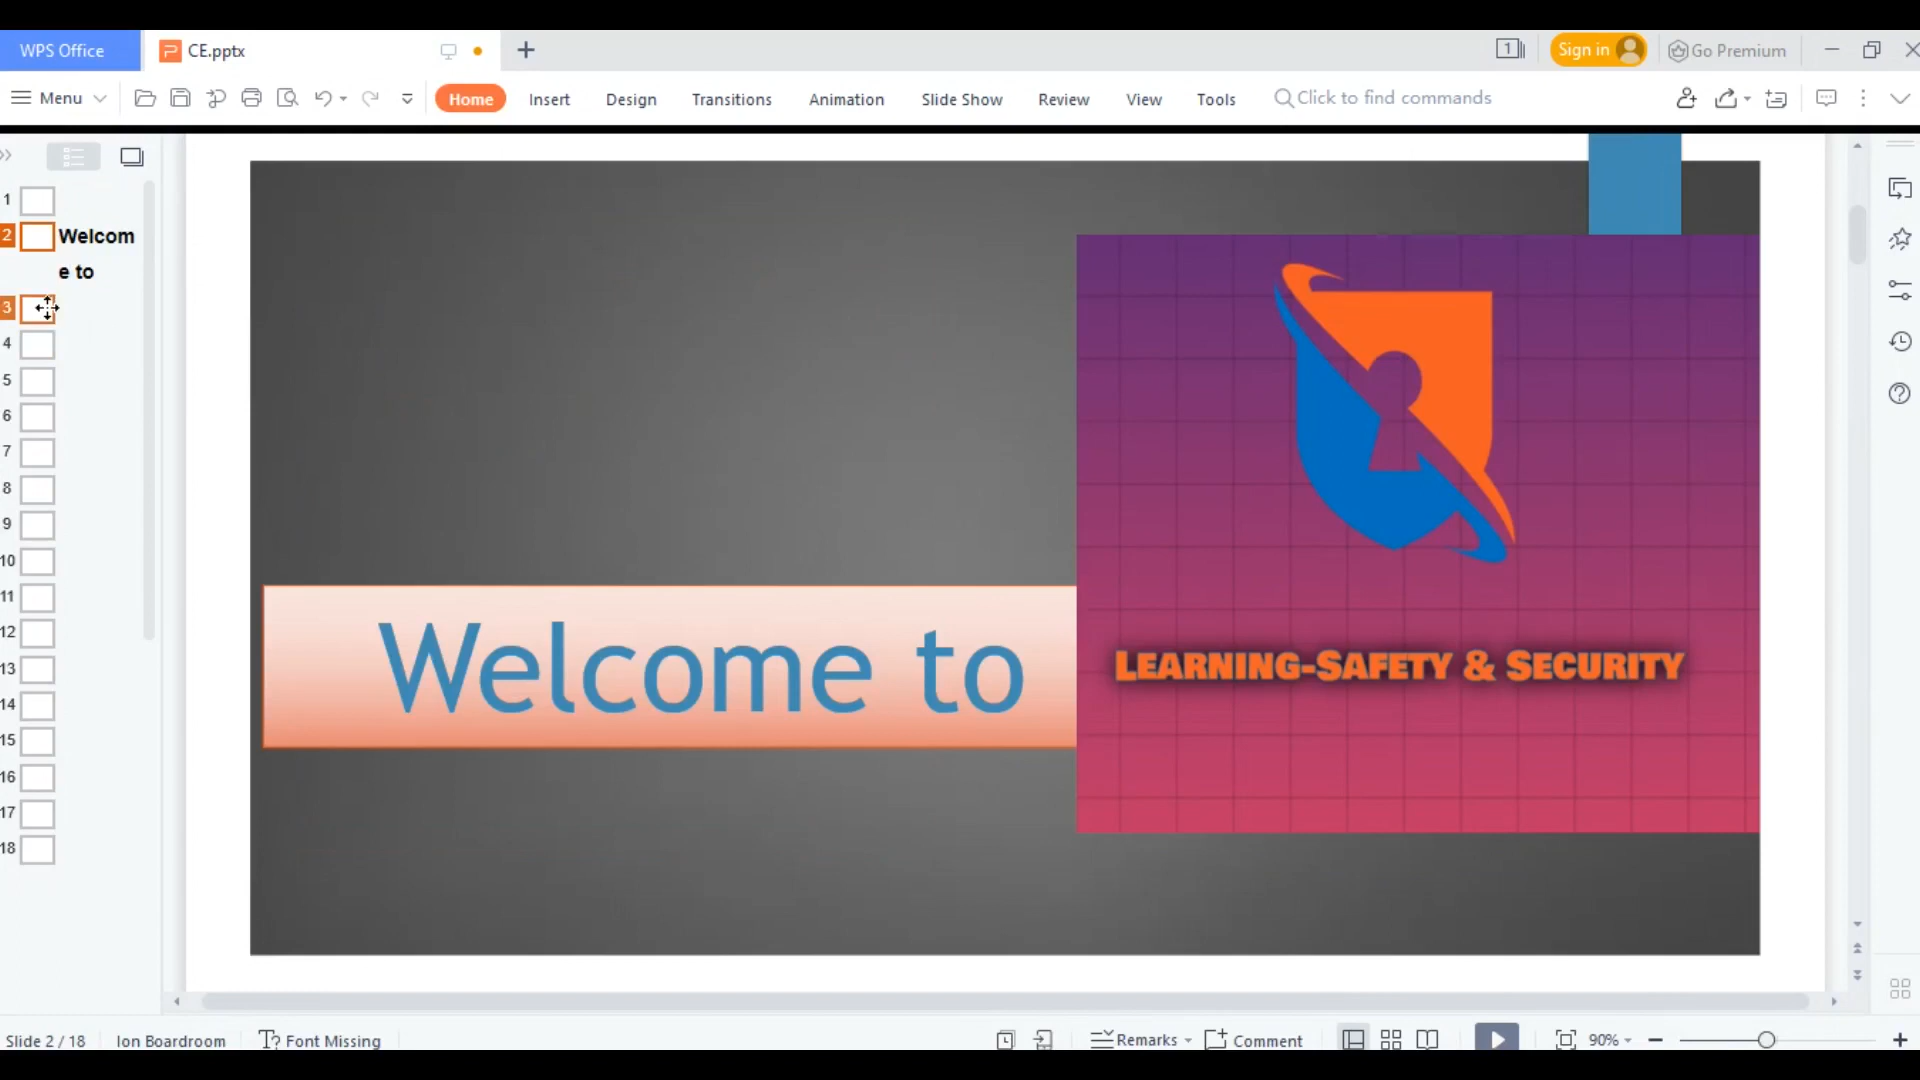 WPS Office
CE.pptx
1
Sign in
Go Premium
Menu
Home
Insert
Design
Transitions
Animation
Slide Show
Review
View
Tools
Click to find commands
1
2
Welcom
e to
3
4
5
6
7
8
9
10
11
12
13
14
15
16
17
18
Welcome to
LEARNING-SAFETY & SECURITY
Slide 2 / 18
Ion Boardroom
Font Missing
Remarks
Comment
90%